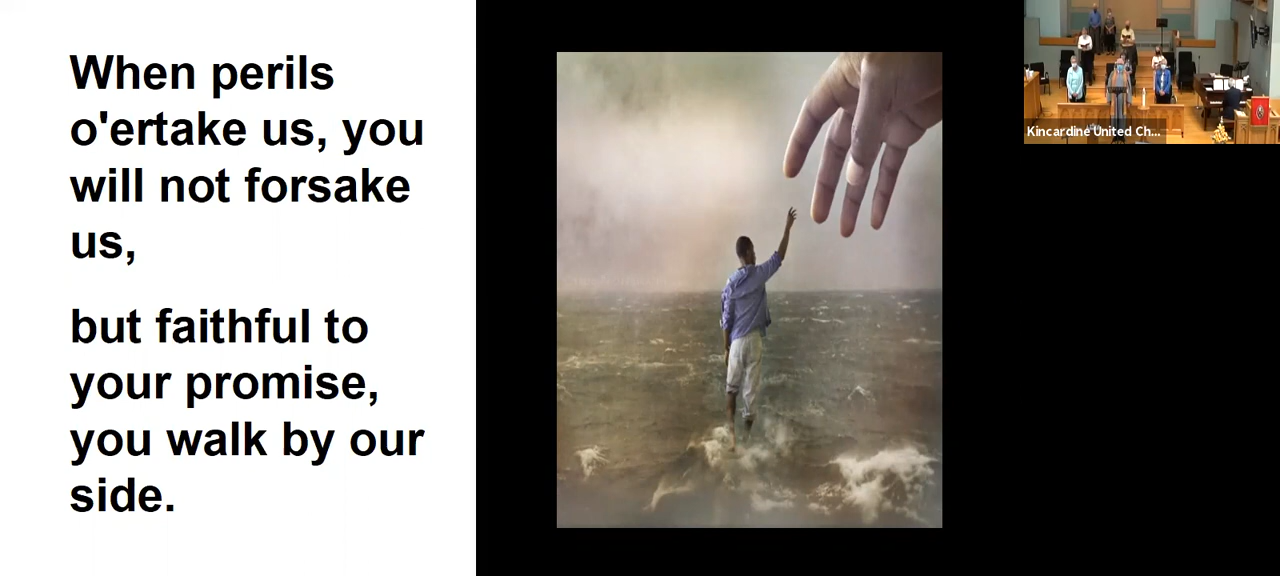 When perils
o'ertake us, you
will not forsake
us,
but faithful to
your promise,
you walk by our
side.
Kincardine United Ch...